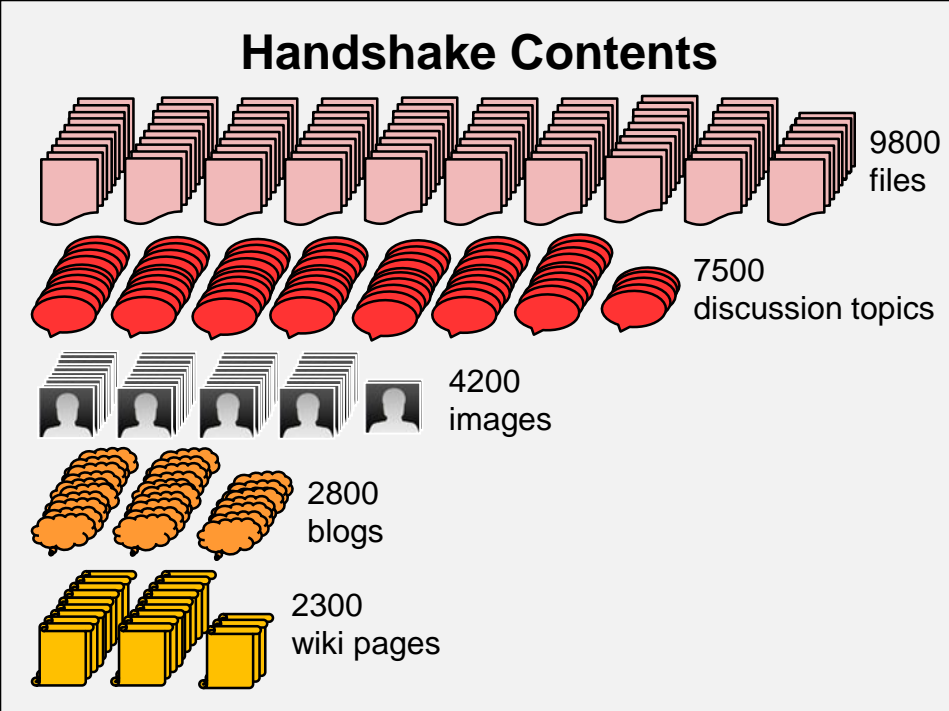 Handshake Contents
9800
files
7500
discussion topics
4200
images
2800
blogs
2300
wiki pages